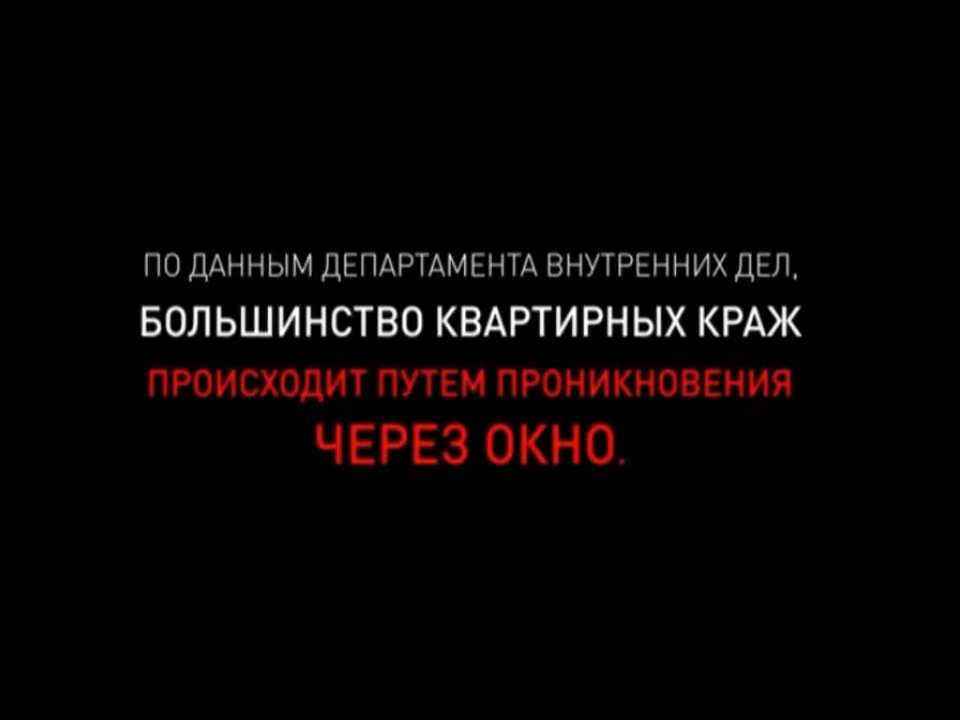 ПО ДАННЫМ ДЕПАРТАМЕНТА ВНУТРЕННИХ ДЕЛ,
БОЛЬШИНСТВО КВАРТИРНЫХ КРАЖ
ПРОИСХОДИТ ПУТЕМ ПРОНИКНОВЕНИЯ
ЧЕРЕЗ ОКНО.